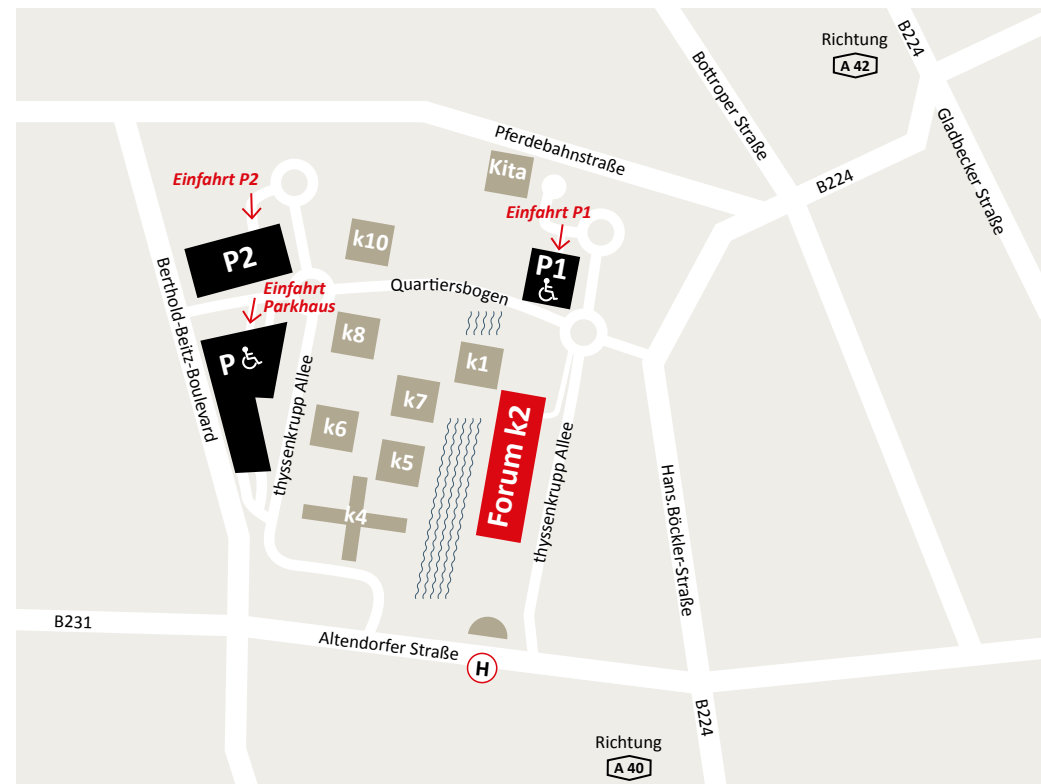 Richtung
A 42
B224
Bottroper Straße
Gladbecker Straße
Pferdebahnstraße
Kita
B224
Einfahrt P2
Einfahrt P1
k10
P2
P1
Berthold-Beitz-Boulevard
Einfahrt
Parkhaus
Quartiersbogen
k8
k1
P
thyssenkrupp Allee
k7
k6
Forum k2
k5
thyssenkrupp Allee
Hans.Böckler-Straße
k4
B231
Altendorfer Straße
H
B224
Richtung
A 40